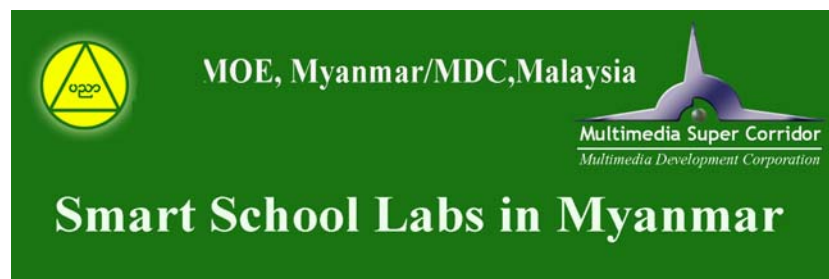 ပညာ
MOE, Myanmar/MDC,Malaysia
Multimedia Super Corridor
Multimedia Development Corporation
Smart School Labs in Myanmar